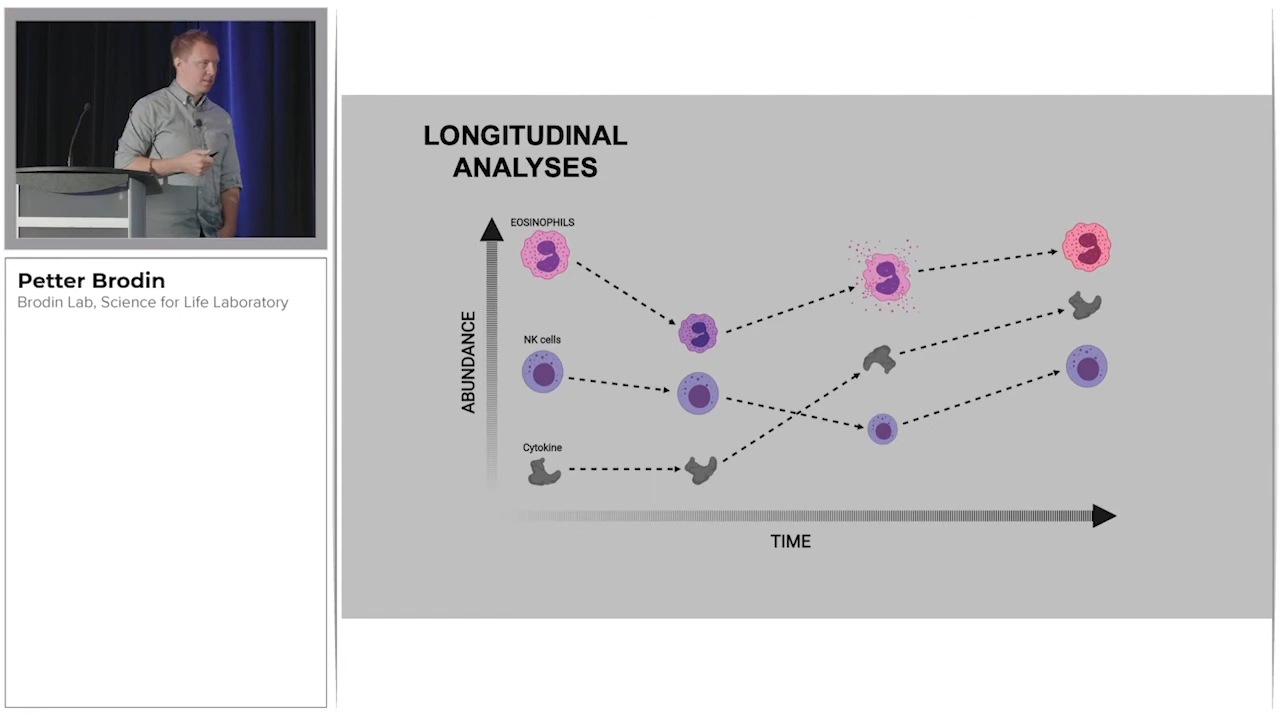 Petter Brodin
Brodin Lab, Science for Life Laboratory
LONGITUDINAL
ANALYSES
EOSINOPHILS
NK cells
Cytokine
ABUNDANCE
TIME